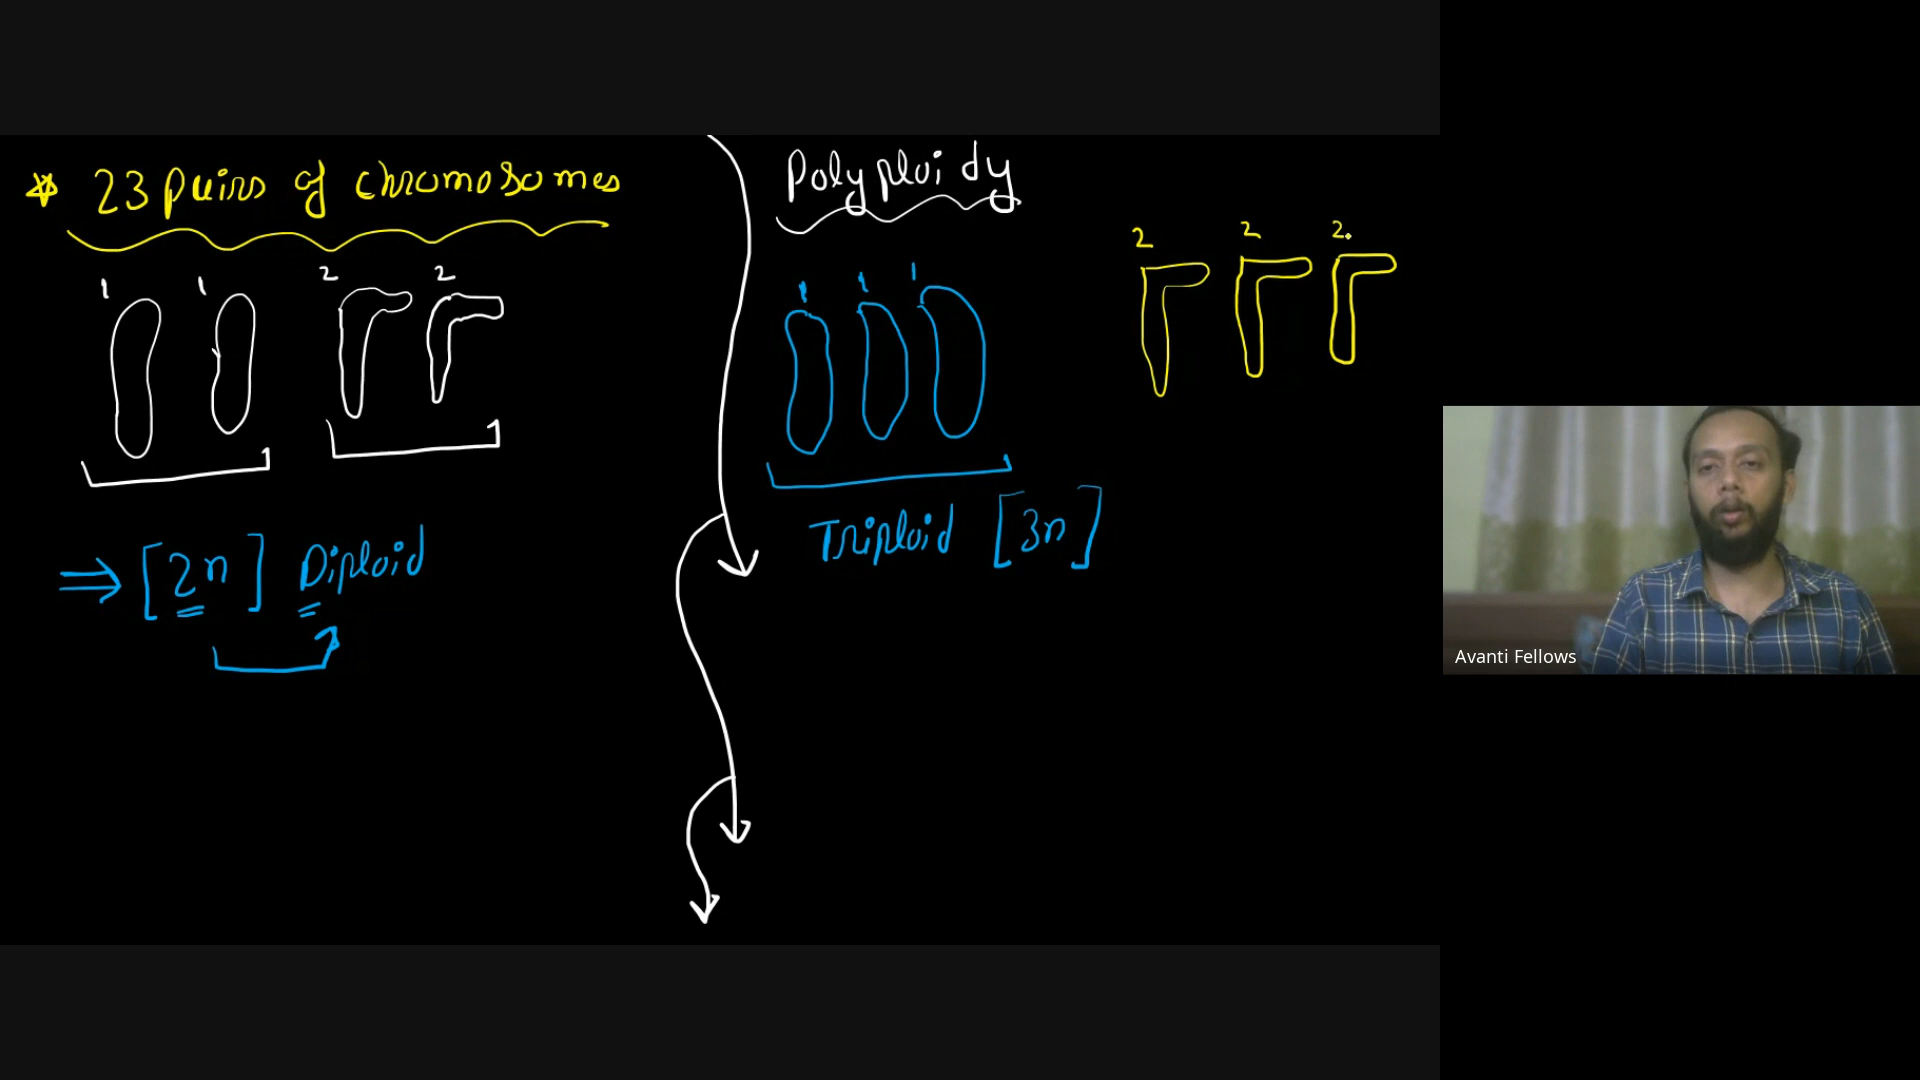 * 23 pairs of chromosomes
1 1 2 2
⇒ [2n] Diploid
Polyploidy
1 1 1
2 2 2.
Triploid [3n]
Avanti Fellows